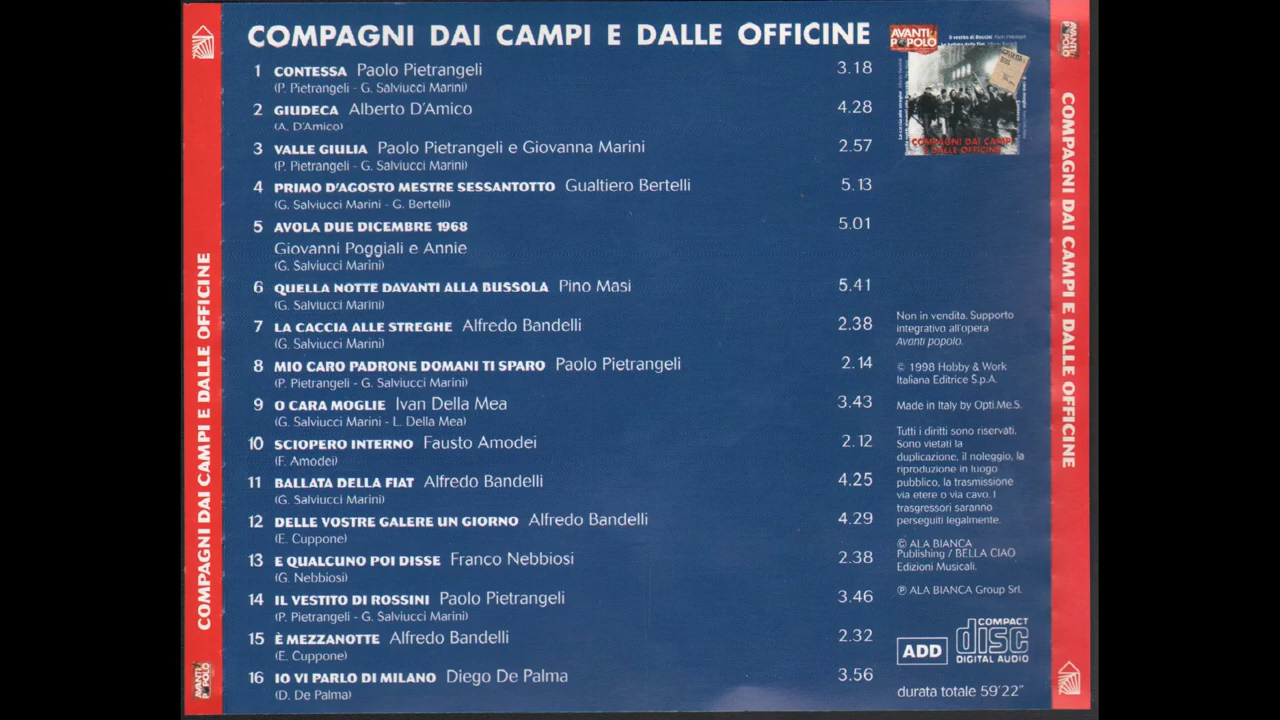 COMPAGNI DAI CAMPI E DALLE OFFICINE
1 CONTESSA Paolo Pietrangeli 3.18
(P. Pietrangeli - G. Salviucci Marini)
2 GIUDECA Alberto D'Amico 4.28
(A. D'Amico)
3 VALLE GIULIA Paolo Pietrangeli e Giovanna Marini 2.57
(P. Pietrangeli - G. Salviucci Marini)
4 PRIMO D'AGOSTO MESTRE SESSANTOTTO Gualtiero Bertelli 5.13
(G. Salviucci Marini - G. Bertelli)
5 AVOLA DUE DICEMBRE 1968 5.01
Giovanni Poggiali e Annie
(G. Salviucci Marini)
6 QUELLA NOTTE DAVANTI ALLA BUSSOLA Pino Masi 5.41
(G. Salviucci Marini)
7 LA CACCIA ALLE STREGHE Alfredo Bandelli 2.38
(G. Salviucci Marini)
8 MIO CARO PADRONE DOMANI TI SPARO Paolo Pietrangeli 2.14
(P. Pietrangeli - G. Salviucci Marini)
9 O CARA MOGLIE Ivan Della Mea 3.43
(G. Salviucci Marini - L. Della Mea)
10 SCIOPERO INTERNO Fausto Amodei 2.12
(F. Amodei)
11 BALLATA DELLA FIAT Alfredo Bandelli 4.25
(G. Salviucci Marini)
12 DELLE VOSTRE GALERE UN GIORNO Alfredo Bandelli 4.29
(E. Cuppone)
13 E QUALCUNO POI DISSE Franco Nebbiosi 2.38
(G. Nebbiosi)
14 IL VESTITO DI ROSSINI Paolo Pietrangeli 3.46
(P. Pietrangeli - G. Salviucci Marini)
15 È MEZZANOTTE Alfredo Bandelli 2.32
(E. Cuppone)
16 IO VI PARLO DI MILANO Diego De Palma 3.56
(D. De Palma)
AVANTI
POPOLO
Il vestito di Rossini
COMPAGNI DAI CAMPI
E DALLE OFFICINE
Non in vendita. Supporto
integrativo all'opera
Avanti popolo.
© 1998 Hobby & Work
Italiana Editrice S.p.A.
Made in Italy by Opti.Me.S.
Tutti i diritti sono riservati.
Sono vietati la
duplicazione, il noleggio, la
riproduzione in luogo
pubblico, la trasmissione
via etere o via cavo. I
trasgressori saranno
perseguiti legalmente.
© ALA BIANCA
Publishing / BELLA CIAO
Edizioni Musicali.
℗ ALA BIANCA Group Srl.
ADD
COMPACT
disc
DIGITAL AUDIO
durata totale 59'22"
COMPAGNI DAI CAMPI E DALLE OFFICINE
AVANTI
POPOLO
AVANTI
POPOLO
COMPAGNI DAI CAMPI E DALLE OFFICINE